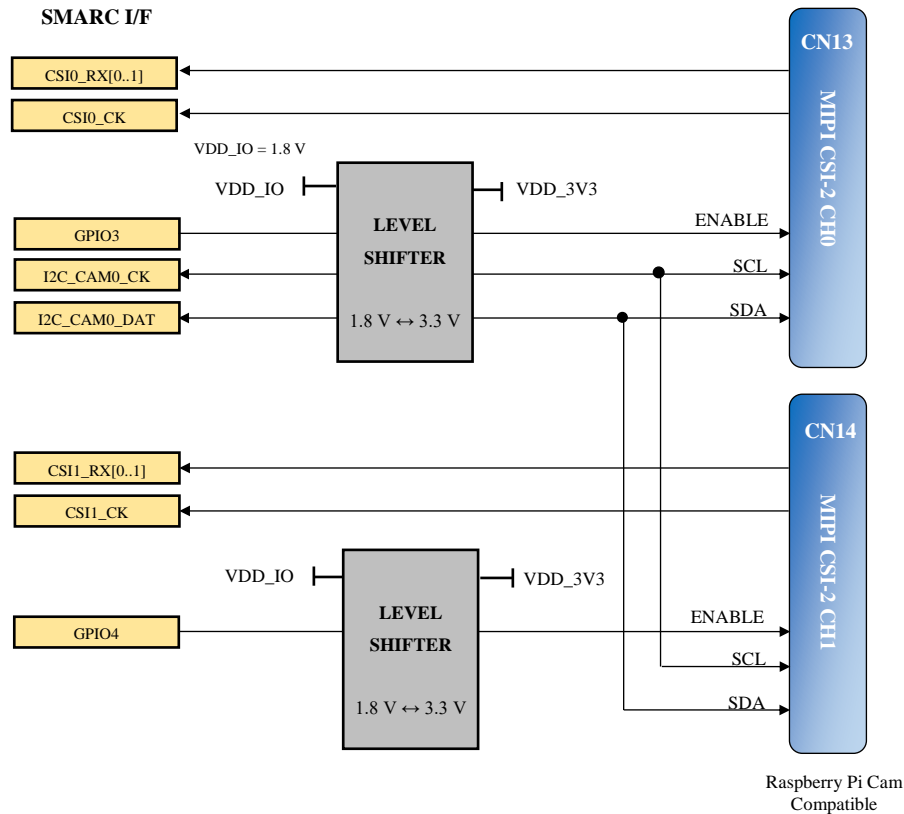 SMARC I/F
CN13
MIPI CSI-2 CH0
CSI0_RX[0..1]
CSI0_CK
VDD_IO = 1.8 V
VDD_IO
VDD_3V3
LEVEL
SHIFTER
1.8 V ↔ 3.3 V
GPIO3
ENABLE
I2C_CAM0_CK
SCL
I2C_CAM0_DAT
SDA
CN14
MIPI CSI-2 CH1
CSI1_RX[0..1]
CSI1_CK
VDD_IO
VDD_3V3
LEVEL
SHIFTER
1.8 V ↔ 3.3 V
GPIO4
ENABLE
SCL
SDA
Raspberry Pi Cam
Compatible